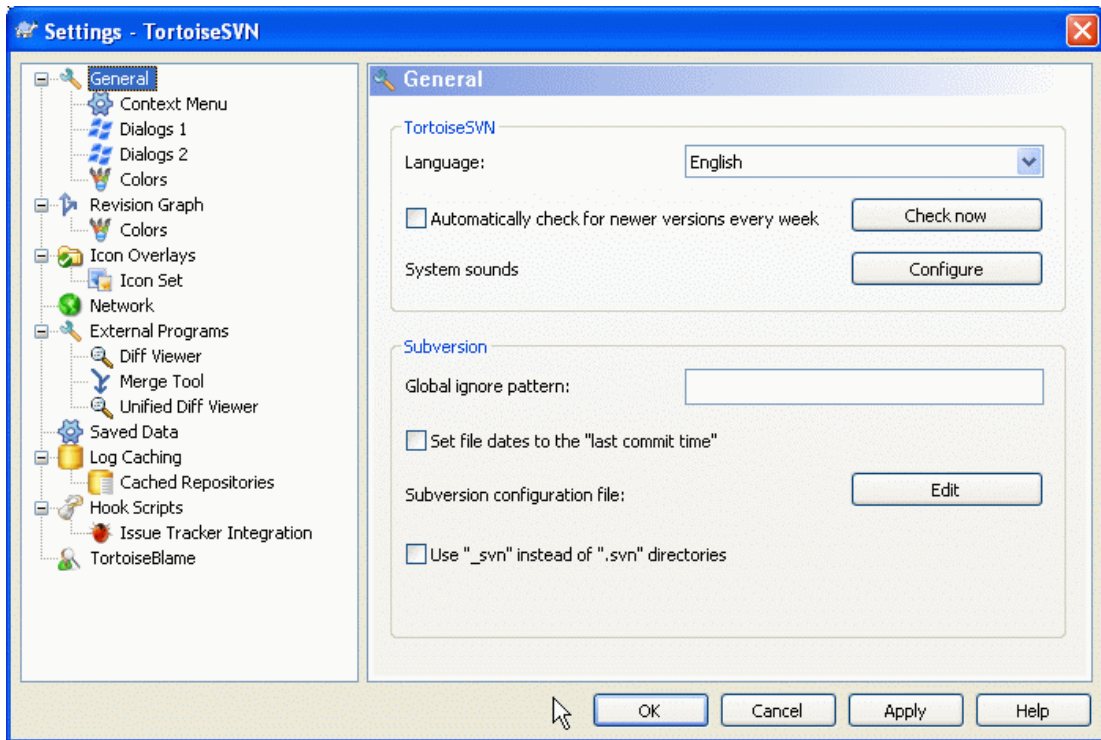 Settings - TortoiseSVN
General
Context Menu
Dialogs 1
Dialogs 2
Colors
Revision Graph
Colors
Icon Overlays
Icon Set
Network
External Programs
Diff Viewer
Merge Tool
Unified Diff Viewer
Saved Data
Log Caching
Cached Repositories
Hook Scripts
Issue Tracker Integration
TortoiseBlame
General
TortoiseSVN
Language: English
Automatically check for newer versions every week Check now
System sounds Configure
Subversion
Global ignore pattern:
Set file dates to the "last commit time"
Subversion configuration file: Edit
Use "_svn" instead of ".svn" directories
OK Cancel Apply Help